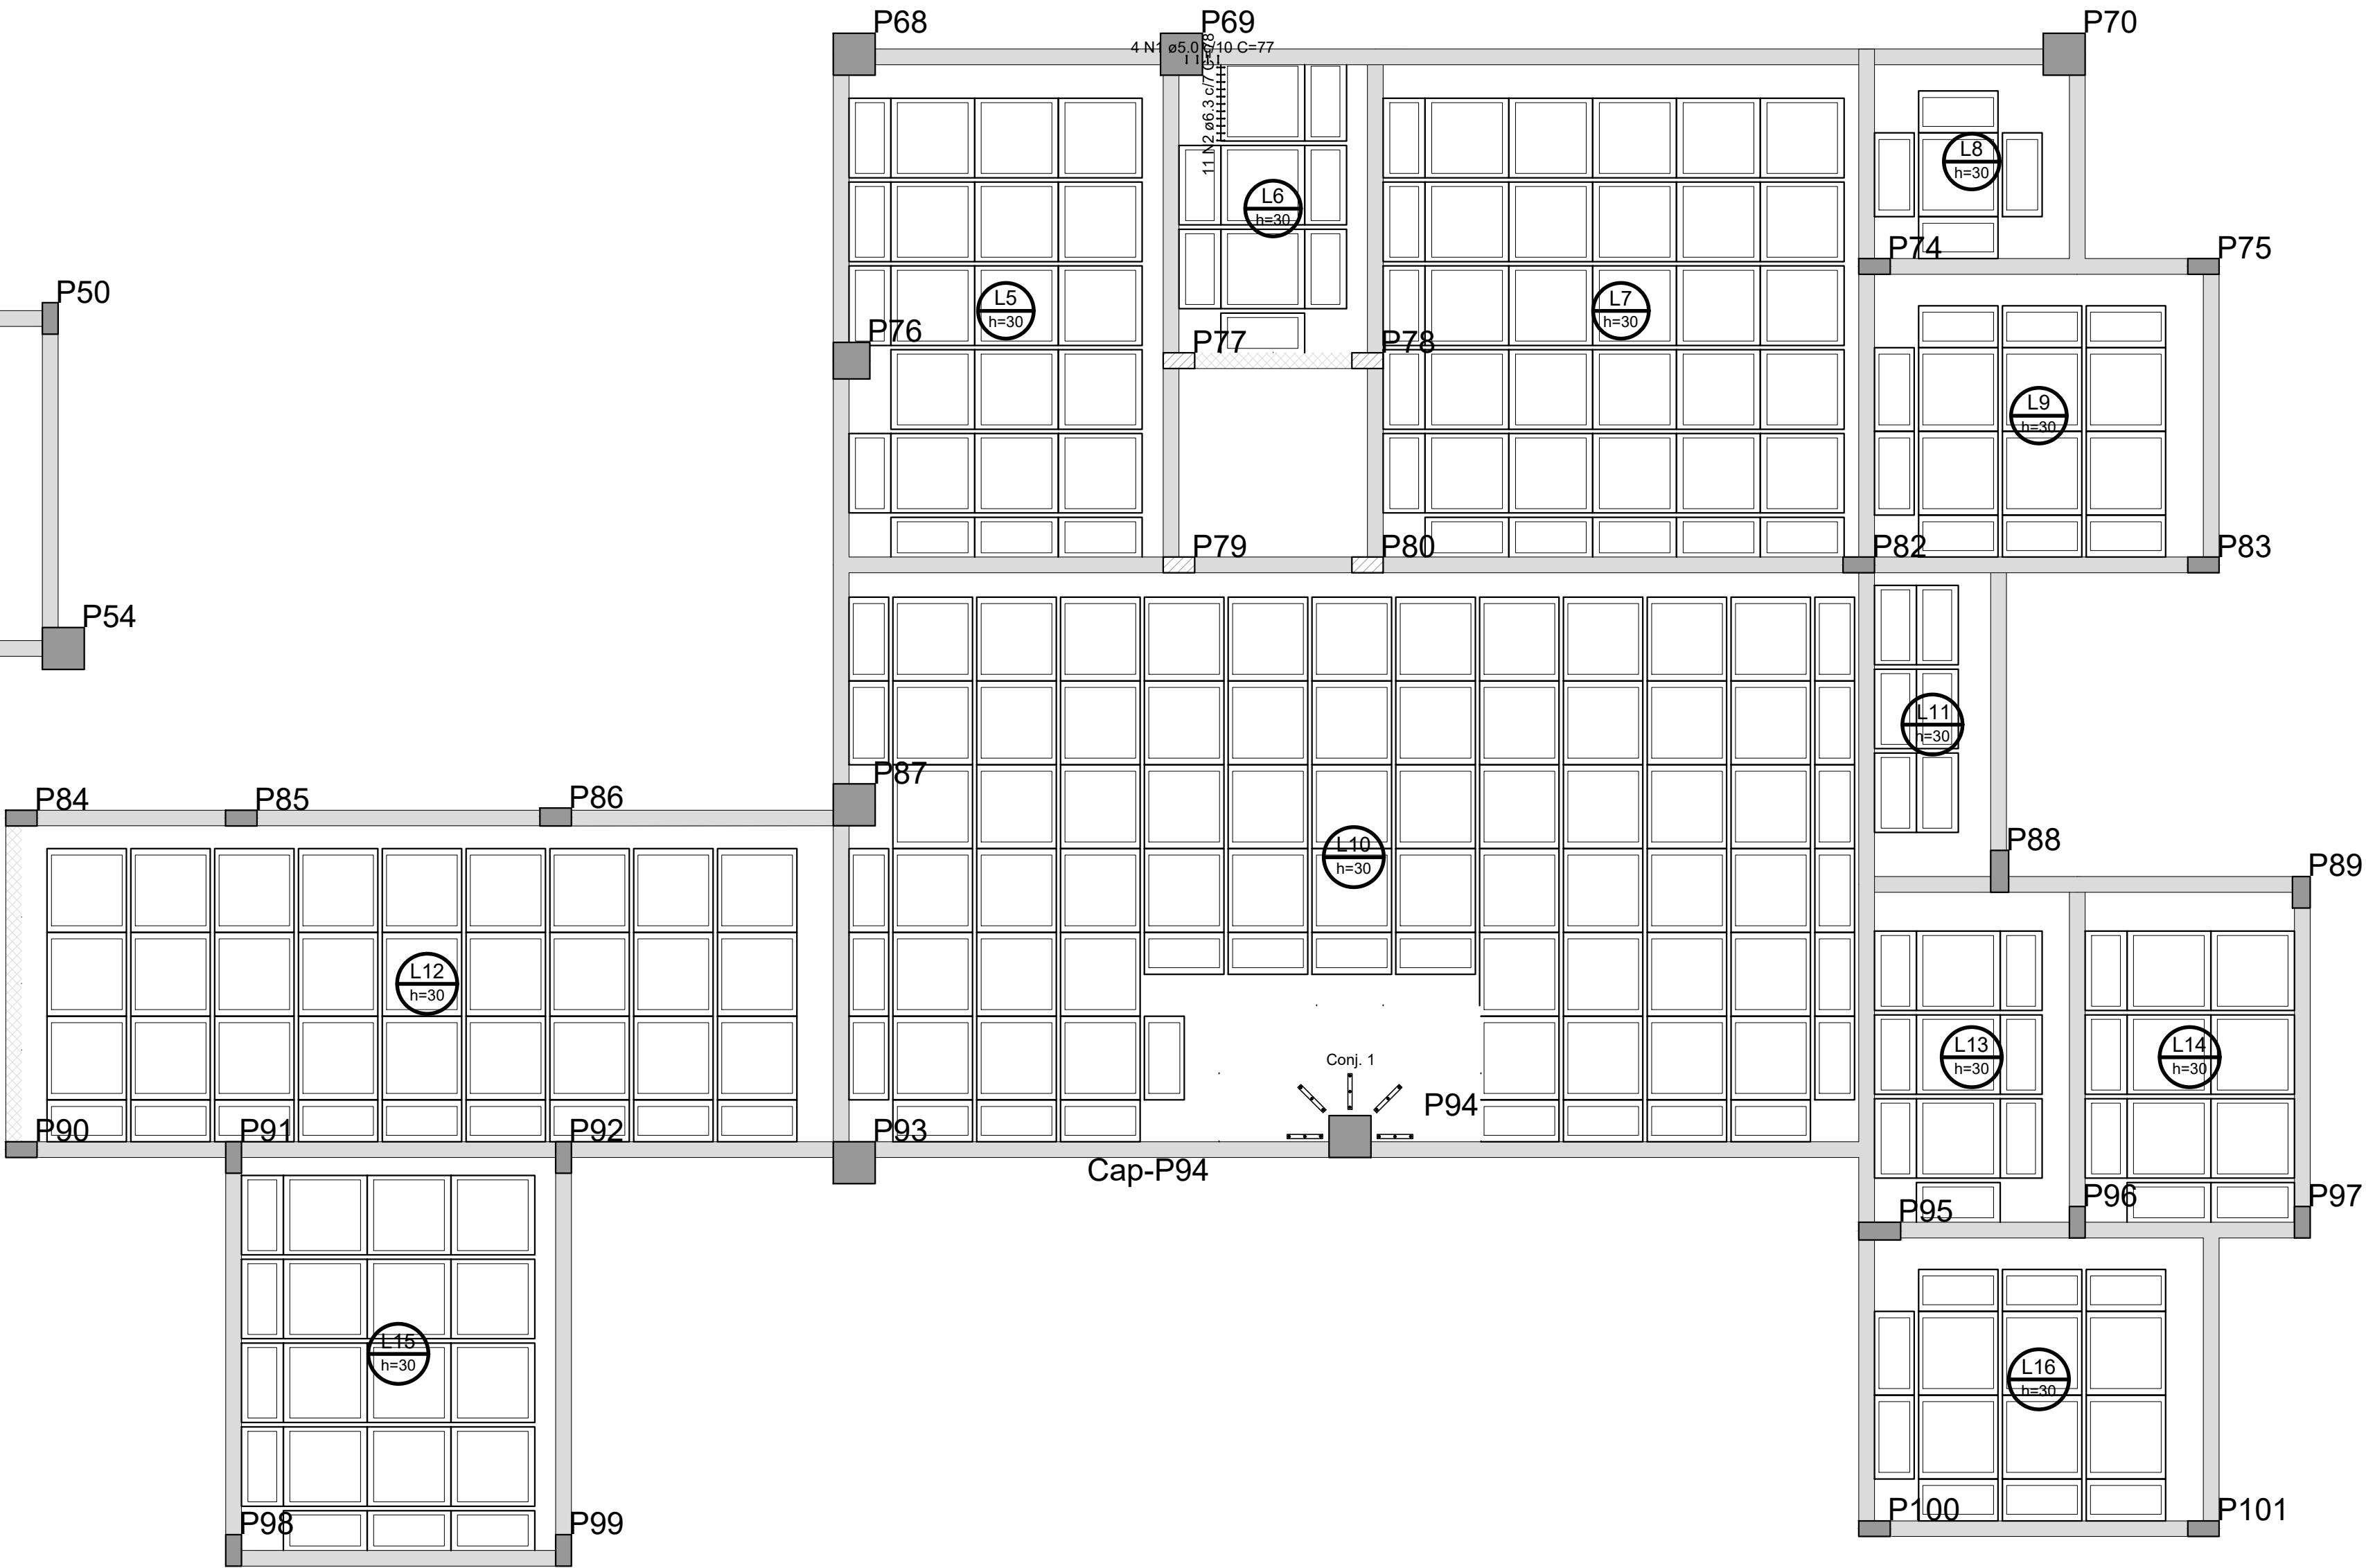 P68
P69
P70
4 N1 ø5.0 c/10 C=77
11 N2 ø6.3 c/7 C=78
L8
h=30
L6
h=30
P74
P75
P50
L5
h=30
L7
h=30
P76
P77
P78
L9
h=30
P79
P80
P82
P83
P54
L11
h=30
P87
P84
P85
P86
P88
L10
h=30
P89
L12
h=30
Conj. 1
L13
h=30
L14
h=30
P94
P90
P91
P92
P93
Cap-P94
P95
P96
P97
L15
h=30
L16
h=30
P98
P99
P100
P101